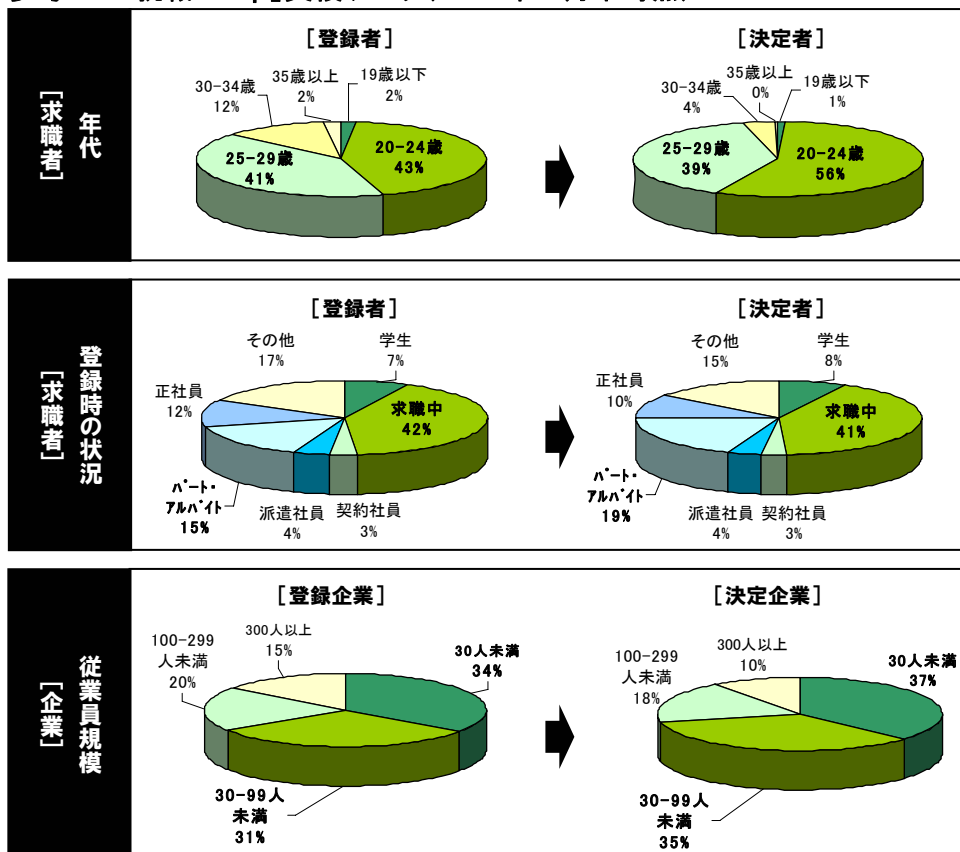 [求職者]
年代
[登録者]
35歳以上
2%
19歳以下
2%
30-34歳
12%
20-24歳
43%
25-29歳
41%
[決定者]
35歳以上
0%
19歳以下
1%
30-34歳
4%
25-29歳
39%
20-24歳
56%
[求職者]
登録時の状況
[登録者]
その他
17%
学生
7%
正社員
12%
求職中
42%
パート・
アルバイト
15%
派遣社員
4%
契約社員
3%
[決定者]
その他
15%
学生
8%
正社員
10%
求職中
41%
パート・
アルバイト
19%
派遣社員
4%
契約社員
3%
[企業]
従業員規模
[登録企業]
300人以上
15%
100-299
人未満
20%
30人未満
34%
30-99人
未満
31%
[決定企業]
300人以上
10%
100-299
人未満
18%
30人未満
37%
30-99人
未満
35%